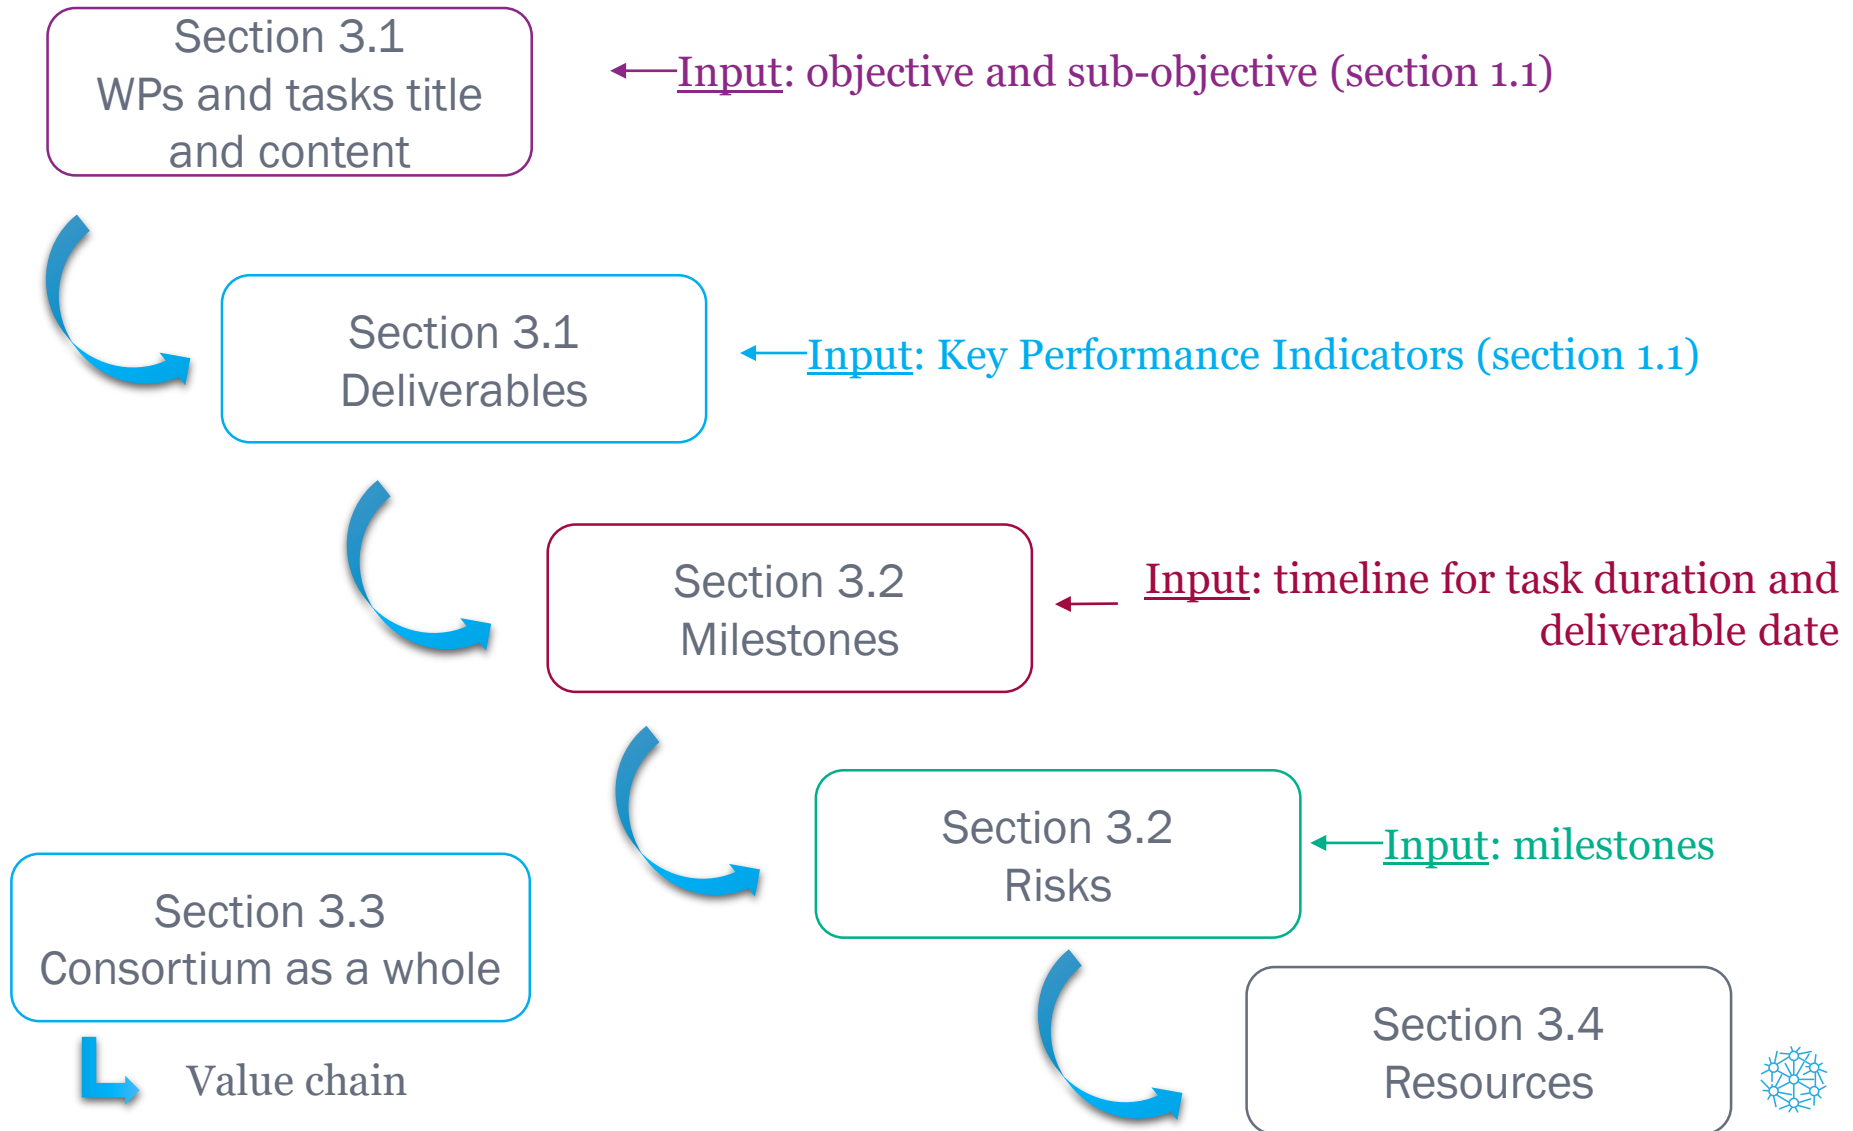 Section 3.1
WPs and tasks title
and content
Input: objective and sub-objective (section 1.1)
Section 3.1
Deliverables
Input: Key Performance Indicators (section 1.1)
Section 3.2
Milestones
Input: timeline for task duration and
deliverable date
Section 3.2
Risks
Input: milestones
Section 3.3
Consortium as a whole
Value chain
Section 3.4
Resources